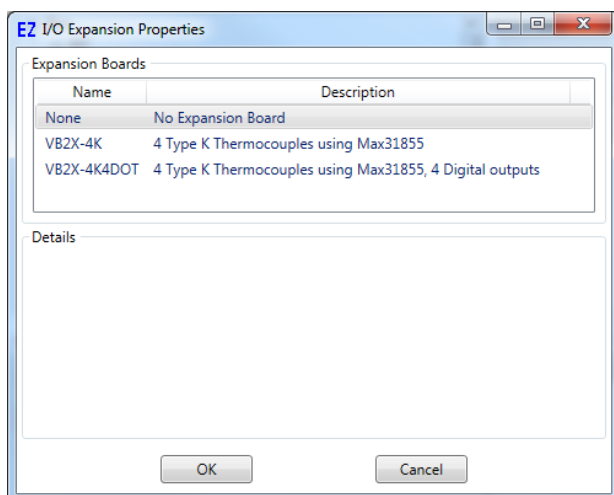 EZ I/O Expansion Properties
Expansion Boards
Name Description
None No Expansion Board
VB2X-4K 4 Type K Thermocouples using Max31855
VB2X-4K4DOT 4 Type K Thermocouples using Max31855, 4 Digital outputs
Details
OK Cancel